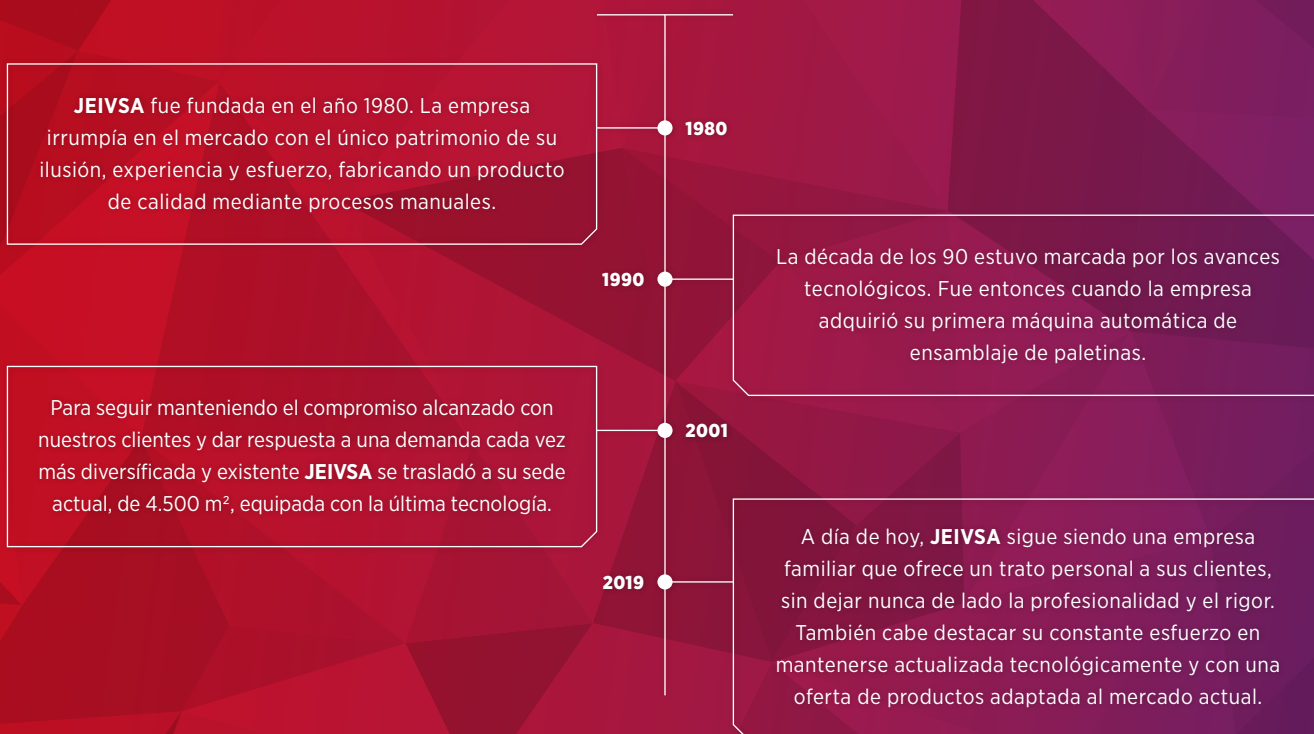 JEIVSA fue fundada en el año 1980. La empresa
irrumpía en el mercado con el único patrimonio de su
ilusión, experiencia y esfuerzo, fabricando un producto
de calidad mediante procesos manuales.
1980
1990
La década de los 90 estuvo marcada por los avances
tecnológicos. Fue entonces cuando la empresa
adquirió su primera máquina automática de
ensamblaje de paletinas.
Para seguir manteniendo el compromiso alcanzado con
nuestros clientes y dar respuesta a una demanda cada vez
más diversíficada y existente JEIVSA se trasladó a su sede
actual, de 4.500 m², equipada con la última tecnología.
2001
2019
A día de hoy, JEIVSA sigue siendo una empresa
familiar que ofrece un trato personal a sus clientes,
sin dejar nunca de lado la profesionalidad y el rigor.
También cabe destacar su constante esfuerzo en
mantenerse actualizada tecnológicamente y con una
oferta de productos adaptada al mercado actual.